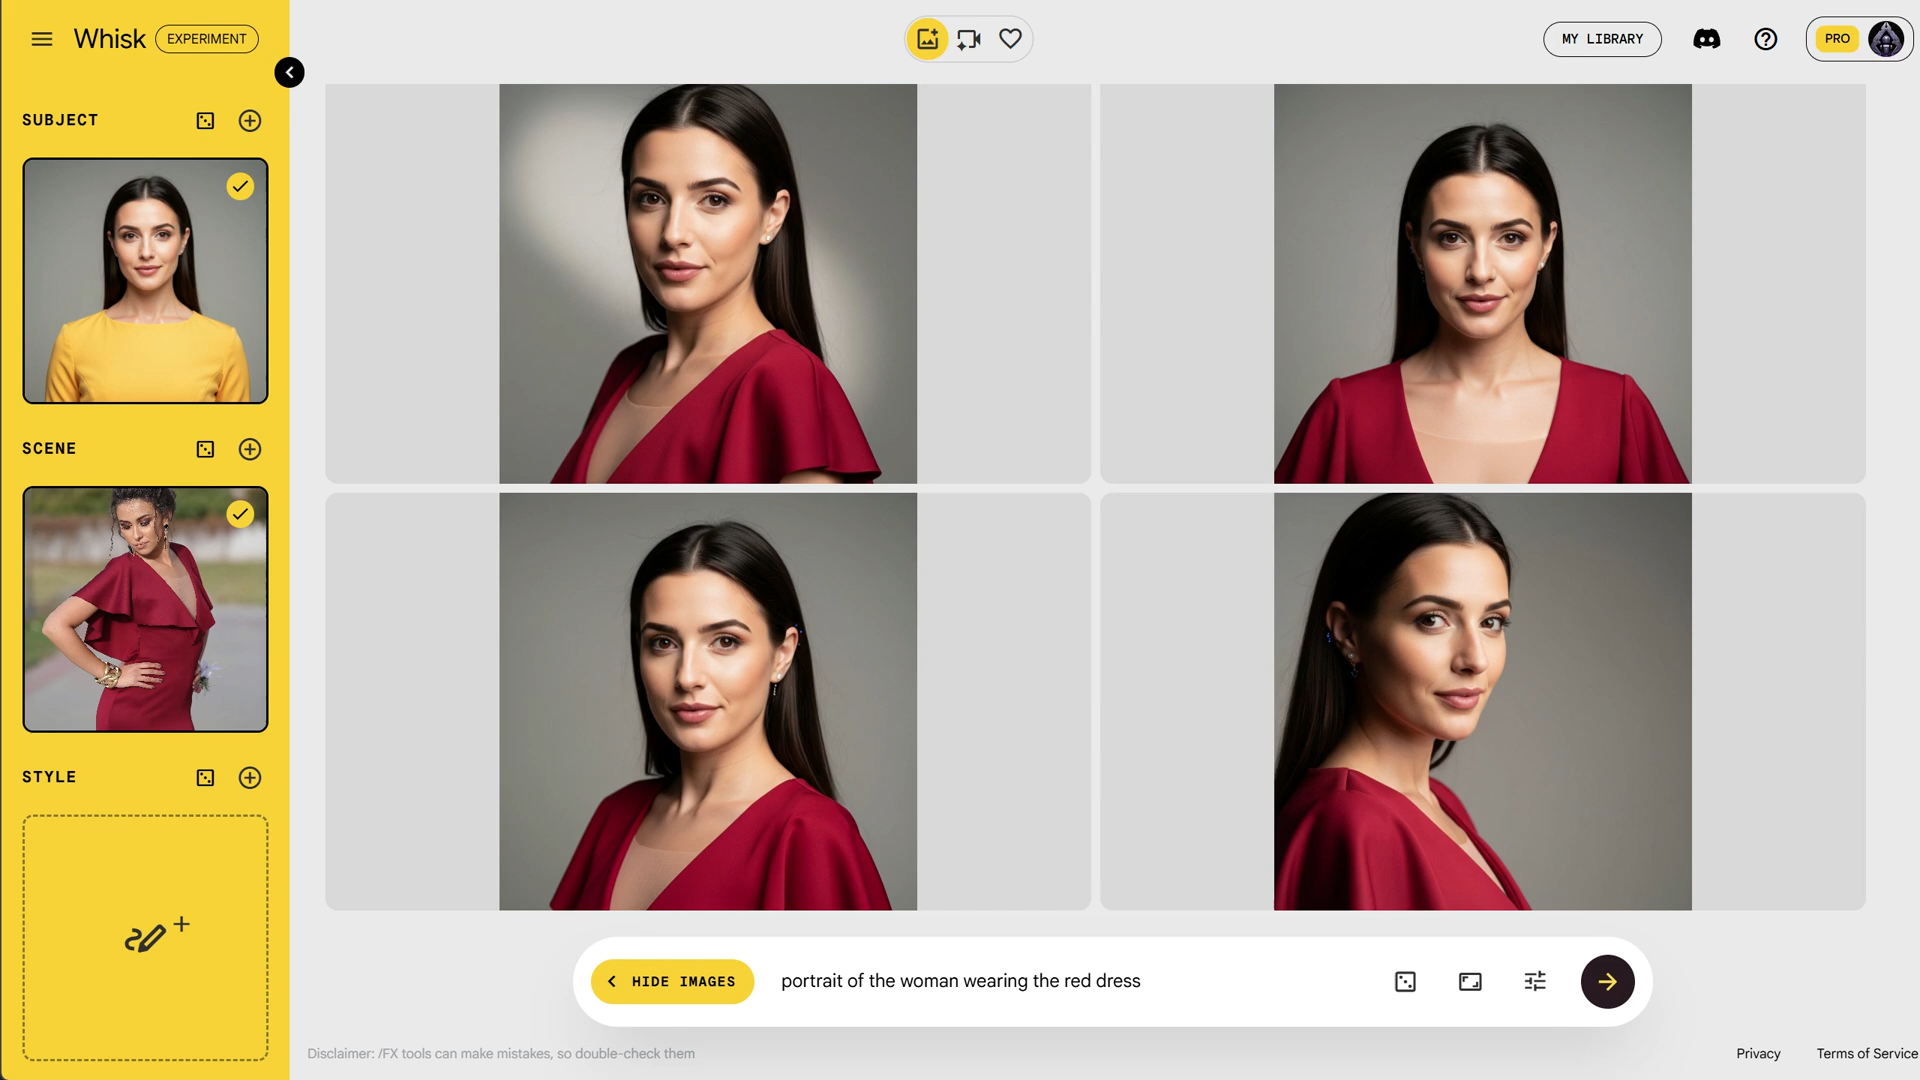 Whisk EXPERIMENT
MY LIBRARY
PRO
SUBJECT
SCENE
STYLE
HIDE IMAGES
portrait of the woman wearing the red dress
Disclaimer: /FX tools can make mistakes, so double-check them
Privacy
Terms of Service